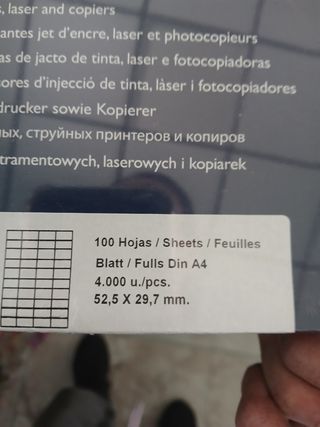 , laser and copiers
antes jet d'encre, laser et photocopieurs
as de jacto de tinta, laser e fotocopiadoras
ores d'injecció de tinta, làser i fotocopiadores
drucker sowie Kopierer
ных, струйных принтеров и копиров
tramentowych, laserowych i kopiarek
100 Hojas / Sheets / Feuilles
Blatt / Fulls Din A4
4.000 u./pcs.
52,5 X 29,7 mm.